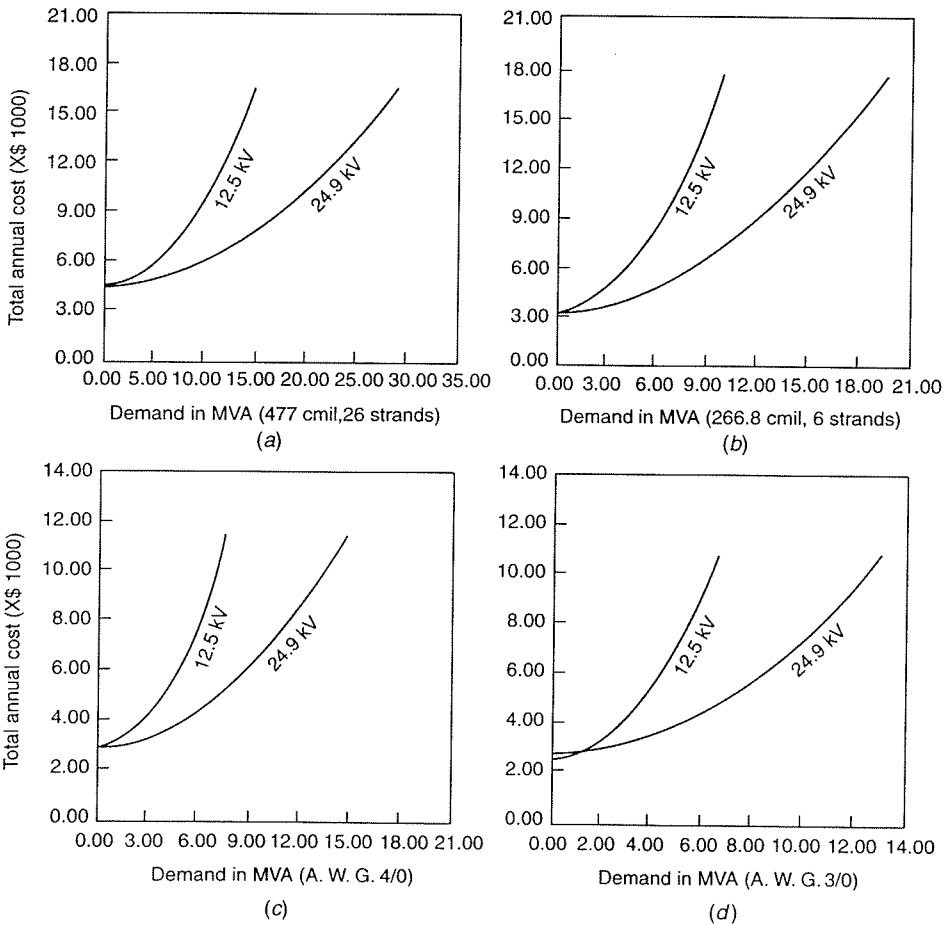 Total annual cost (X$ 1000)
21.00
18.00
15.00
12.00
9.00
6.00
3.00
0.00
12.5 kV
24.9 kV
0.00 5.00 10.00 15.00 20.00 25.00 30.00 35.00
Demand in MVA (477 cmil,26 strands)
(a)
21.00
18.00
15.00
12.00
9.00
6.00
3.00
0.00
12.5 kV
24.9 kV
0.00 3.00 6.00 9.00 12.00 15.00 18.00 21.00
Demand in MVA (266.8 cmil, 6 strands)
(b)
Total annual cost (X$ 1000)
14.00
12.00
10.00
8.00
6.00
4.00
2.00
0.00
12.5 kV
24.9 kV
0.00 3.00 6.00 9.00 12.00 15.00 18.00 21.00
Demand in MVA (A. W. G. 4/0)
(c)
14.00
12.00
10.00
8.00
6.00
4.00
2.00
0.00
12.5 kV
24.9 kV
0.00 2.00 4.00 6.00 8.00 10.00 12.00 14.00
Demand in MVA (A. W. G. 3/0)
(d)